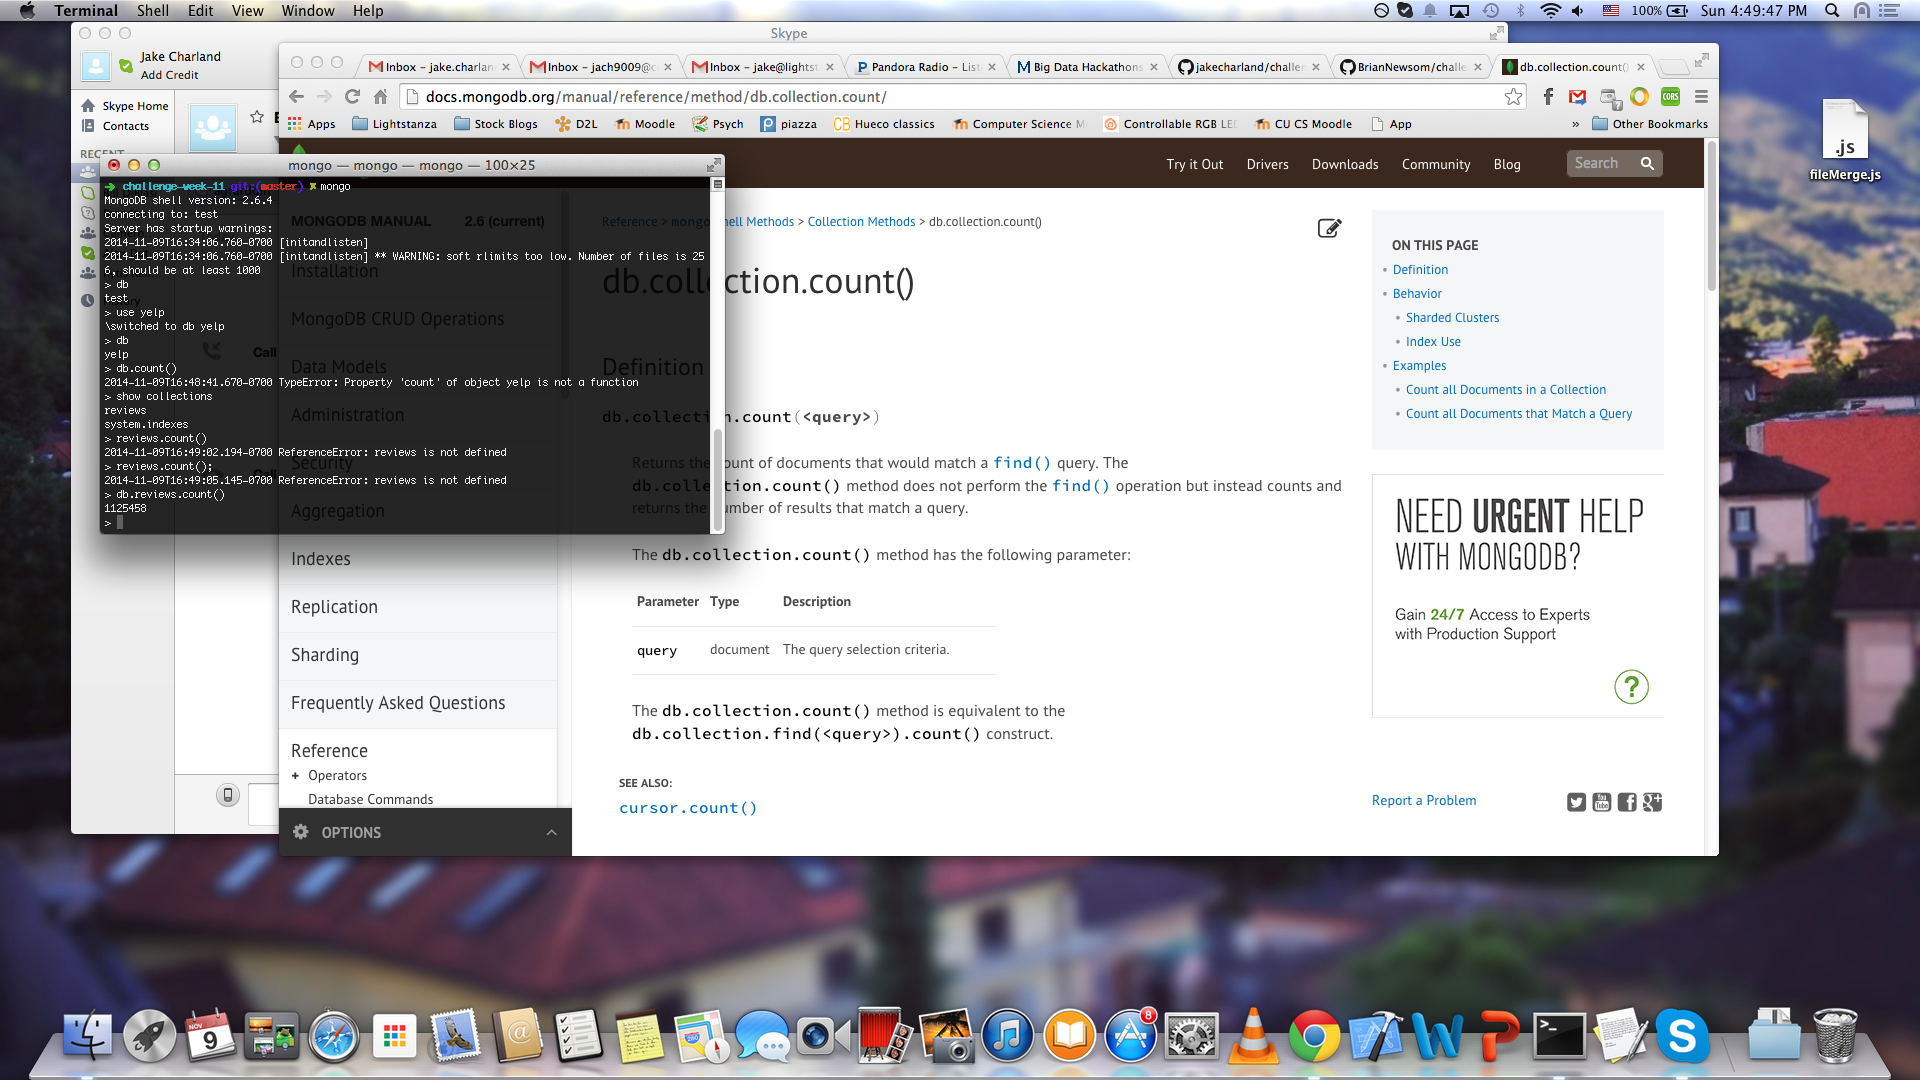 Terminal Shell Edit View Window Help
100% Sun 4:49:47 PM
Skype
Jake Charland
Add Credit
Skype Home
Contacts
RECENT
Call
Inbox - jake.charlan
Inbox - jach9009@c
Inbox - jake@lightst
Pandora Radio - List
Big Data Hackathons
jakecharland/challe
BrianNewsom/challe
db.collection.count()
docs.mongodb.org/manual/reference/method/db.collection.count/
Apps Lightstanza Stock Blogs D2L Moodle Psych piazza Hueco classics Computer Science M Controllable RGB LED CU CS Moodle App » Other Bookmarks
CORS
Try it Out Drivers Downloads Community Blog Search
mongo — mongo — mongo — 100×25
➜ challenge-week-11 git:(master) ✗ mongo
MongoDB shell version: 2.6.4
connecting to: test
Server has startup warnings:
2014-11-09T16:34:06.760-0700 [initandlisten]
2014-11-09T16:34:06.760-0700 [initandlisten] ** WARNING: soft rlimits too low. Number of files is 25
6, should be at least 1000
> db
test
> use yelp
\switched to db yelp
> db
yelp
> db.count()
2014-11-09T16:48:41.670-0700 TypeError: Property 'count' of object yelp is not a function
> show collections
reviews
system.indexes
> reviews.count()
2014-11-09T16:49:02.194-0700 ReferenceError: reviews is not defined
> reviews.count();
2014-11-09T16:49:05.145-0700 ReferenceError: reviews is not defined
> db.reviews.count()
1125458
>
MONGODB MANUAL 2.6 (current)
Installation
MongoDB CRUD Operations
Data Models
Administration
Security
Aggregation
Indexes
Replication
Sharding
Frequently Asked Questions
Reference
+ Operators
Database Commands
OPTIONS
Reference > mongo Shell Methods > Collection Methods > db.collection.count()
db.collection.count()
Definition
db.collection.count(<query>)
Returns the count of documents that would match a find() query. The
db.collection.count() method does not perform the find() operation but instead counts and
returns the number of results that match a query.
The db.collection.count() method has the following parameter:
Parameter Type Description
query document The query selection criteria.
The db.collection.count() method is equivalent to the
db.collection.find(<query>).count() construct.
SEE ALSO:
cursor.count()
ON THIS PAGE
• Definition
• Behavior
• Sharded Clusters
• Index Use
• Examples
• Count all Documents in a Collection
• Count all Documents that Match a Query
NEED URGENT HELP
WITH MONGODB?
Gain 24/7 Access to Experts
with Production Support
?
Report a Problem
.js
fileMerge.js
NOV
9
8